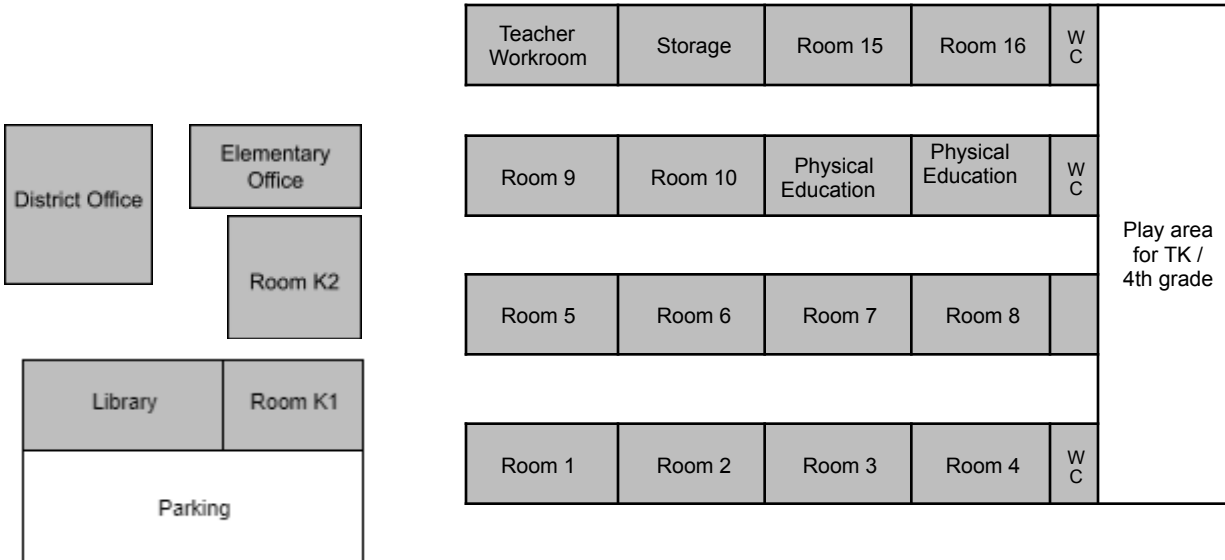 Teacher
Workroom
Storage
Room 15
Room 16
W
C
District Office
Elementary
Office
Room 9
Room 10
Physical
Education
Physical
Education
W
C
Play area
for TK /
4th grade
Room K2
Room 5
Room 6
Room 7
Room 8
Library
Room K1
Room 1
Room 2
Room 3
Room 4
W
C
Parking